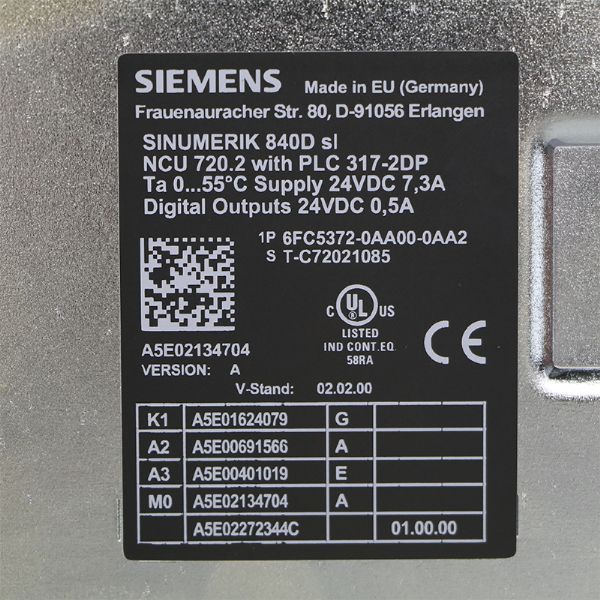 SIEMENS Made in EU (Germany)
Frauenauracher Str. 80, D-91056 Erlangen
SINUMERIK 840D sl
NCU 720.2 with PLC 317-2DP
Ta 0...55°C Supply 24VDC 7,3A
Digital Outputs 24VDC 0,5A
1P 6FC5372-0AA00-0AA2
S T-C72021085
C UL US
LISTED
IND CONT.EQ
58RA
CE
A5E02134704
VERSION: A
V-Stand: 02.02.00
K1 A5E01624079 G
A2 A5E00691566 A
A3 A5E00401019 E
M0 A5E02134704 A
A5E02272344C 01.00.00